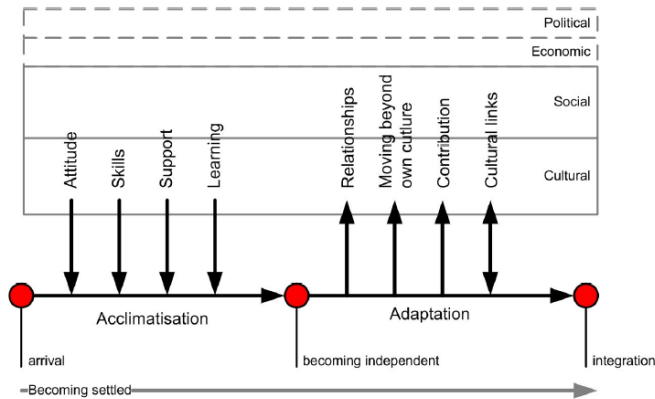 Political
Economic
Social
Cultural
Attitude
Skills
Support
Learning
Relationships
Moving beyond
own cutlure
Contribution
Cultural links
Acclimatisation
Adaptation
arrival
becoming independent
integration
Becoming settled